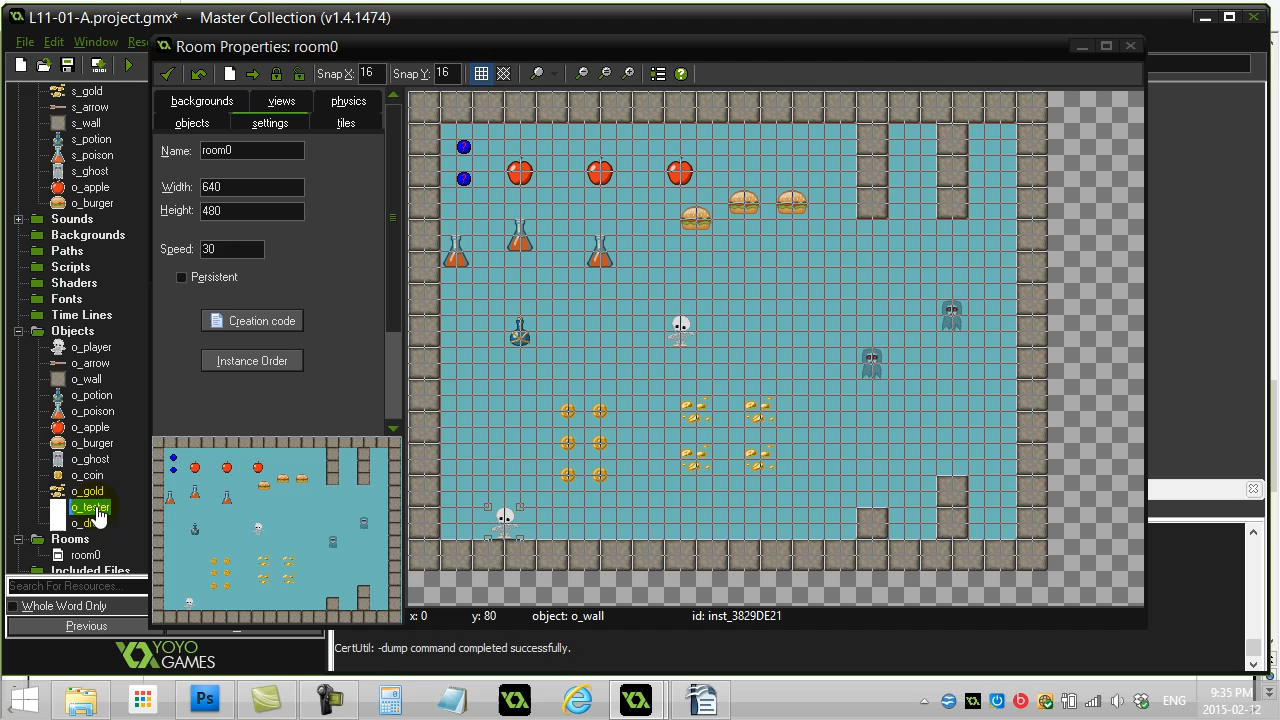 L11-01-A.project.gmx* - Master Collection (v1.4.1474)
File Edit Window Res
Room Properties: room0
Snap X: 16 Snap Y: 16
backgrounds views physics
objects settings tiles
Name: room0
Width: 640
Height: 480
Speed: 30
Persistent
Creation code
Instance Order
s_gold
s_arrow
s_wall
s_potion
s_poison
s_ghost
o_apple
o_burger
Sounds
Backgrounds
Paths
Scripts
Shaders
Fonts
Time Lines
Objects
o_player
o_arrow
o_wall
o_potion
o_poison
o_apple
o_burger
o_ghost
o_coin
o_gold
o_tester
Rooms
room0
Included Files
Search For Resources...
Whole Word Only
Previous
YOYO
GAMES
x: 0 y: 80 object: o_wall id: inst_3829DE21
CertUtil: -dump command completed successfully.
Ps
ENG
9:35 PM
2015-02-12